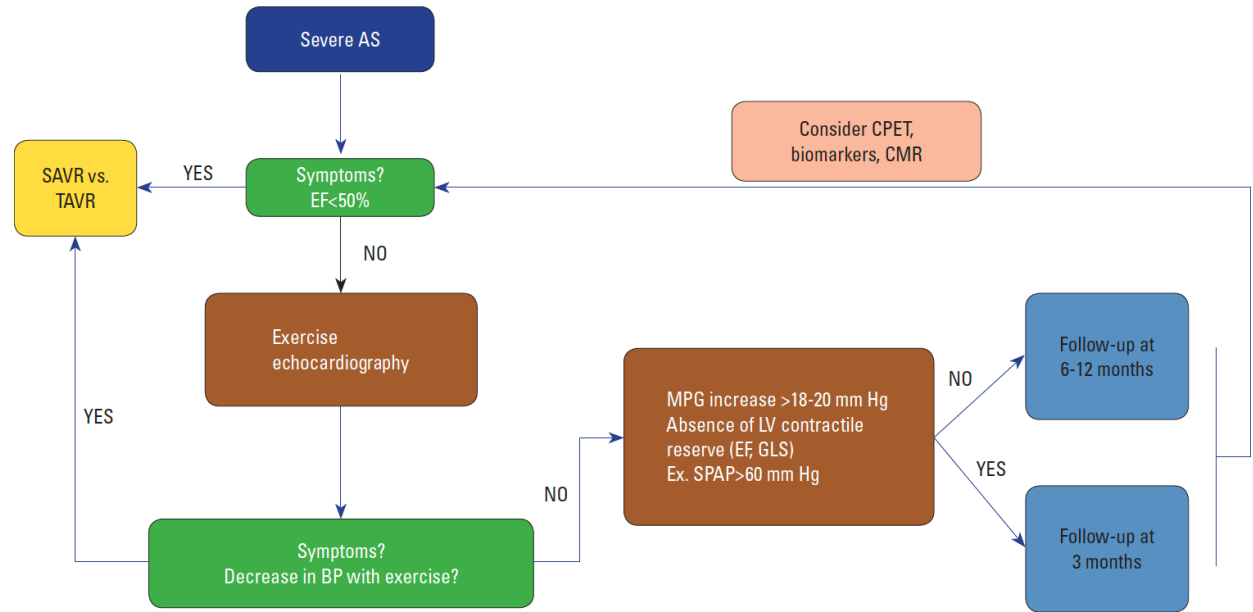 Severe AS
Consider CPET,
biomarkers, CMR
SAVR vs.
TAVR
YES
Symptoms?
EF<50%
NO
Exercise
echocardiography
YES
MPG increase >18-20 mm Hg
Absence of LV contractile
reserve (EF, GLS)
Ex. SPAP>60 mm Hg
NO
Follow-up at
6-12 months
YES
NO
Symptoms?
Decrease in BP with exercise?
Follow-up at
3 months